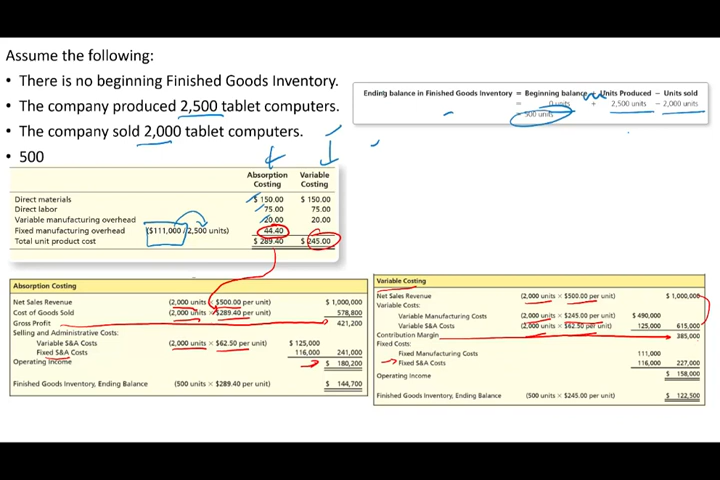 Assume the following:
• There is no beginning Finished Goods Inventory.
• The company produced 2,500 tablet computers.
• The company sold 2,000 tablet computers.
• 500
Ending balance in Finished Goods Inventory = Beginning balance + Units Produced − Units sold
= 0 units + 2,500 units − 2,000 units
= 500 units
Absorption Costing Variable Costing
Direct materials $ 150.00 $ 150.00
Direct labor 75.00 75.00
Variable manufacturing overhead 20.00 20.00
Fixed manufacturing overhead ($111,000 / 2,500 units) 44.40
Total unit product cost $ 289.40 $ 245.00
Absorption Costing
Net Sales Revenue (2,000 units × $500.00 per unit) $ 1,000,000
Cost of Goods Sold (2,000 units × $289.40 per unit) 578,800
Gross Profit 421,200
Selling and Administrative Costs:
Variable S&A Costs (2,000 units × $62.50 per unit) $ 125,000
Fixed S&A Costs 116,000 241,000
Operating Income $ 180,200
Finished Goods Inventory, Ending Balance (500 units × $289.40 per unit) $ 144,700
Variable Costing
Net Sales Revenue (2,000 units × $500.00 per unit) $ 1,000,000
Variable Costs:
Variable Manufacturing Costs (2,000 units × $245.00 per unit) $ 490,000
Variable S&A Costs (2,000 units × $62.50 per unit) 125,000 615,000
Contribution Margin 385,000
Fixed Costs:
Fixed Manufacturing Costs 111,000
Fixed S&A Costs 116,000 227,000
Operating Income $ 158,000
Finished Goods Inventory, Ending Balance (500 units × $245.00 per unit) $ 122,500